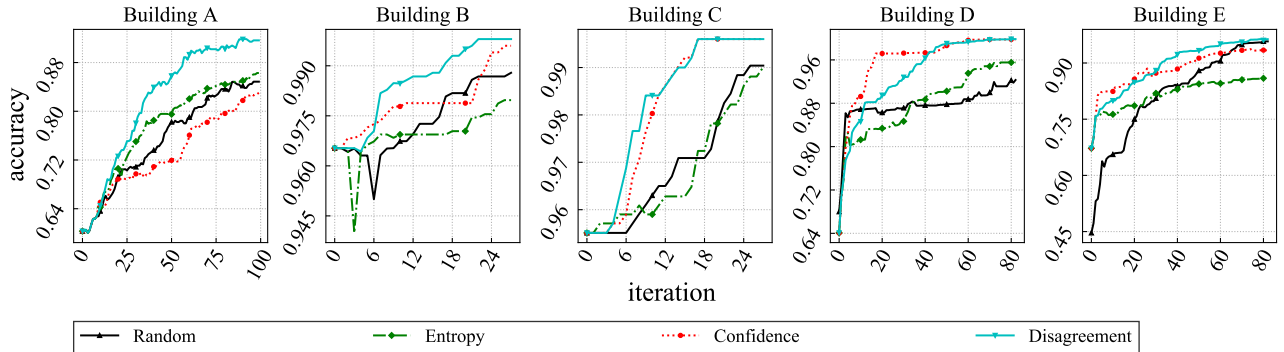 Building A
Building B
Building C
Building D
Building E
accuracy
0.88
0.80
0.72
0.64
0 25 50 75 100
0.990
0.975
0.960
0.945
0 6 12 18 24
0.99
0.98
0.97
0.96
0 6 12 18 24
0.96
0.88
0.80
0.72
0.64
0 20 40 60 80
0.90
0.75
0.60
0.45
0 20 40 60 80
iteration
Random Entropy Confidence Disagreement